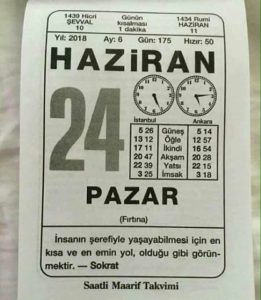 1439 Hicri Günün 1434 Rumi
ŞEVVAL kısalması HAZİRAN
10 1 dakika 11
Yıl: 2018 Ay: 6 Gün: 175 Hızır: 50
HAZİRAN
24
İstanbul Ankara
5 26 Güneş 5 14
13 12 Öğle 12 57
17 11 İkindi 16 54
20 47 Akşam 20 28
22 39 Yatsı 22 15
3 25 İmsak 3 18
PAZAR
(Fırtına)
İnsanın şerefiyle yaşayabilmesi için en
kısa ve en emin yol, olduğu gibi görün-
mektir. — Sokrat
Saatli Maarif Takvimi